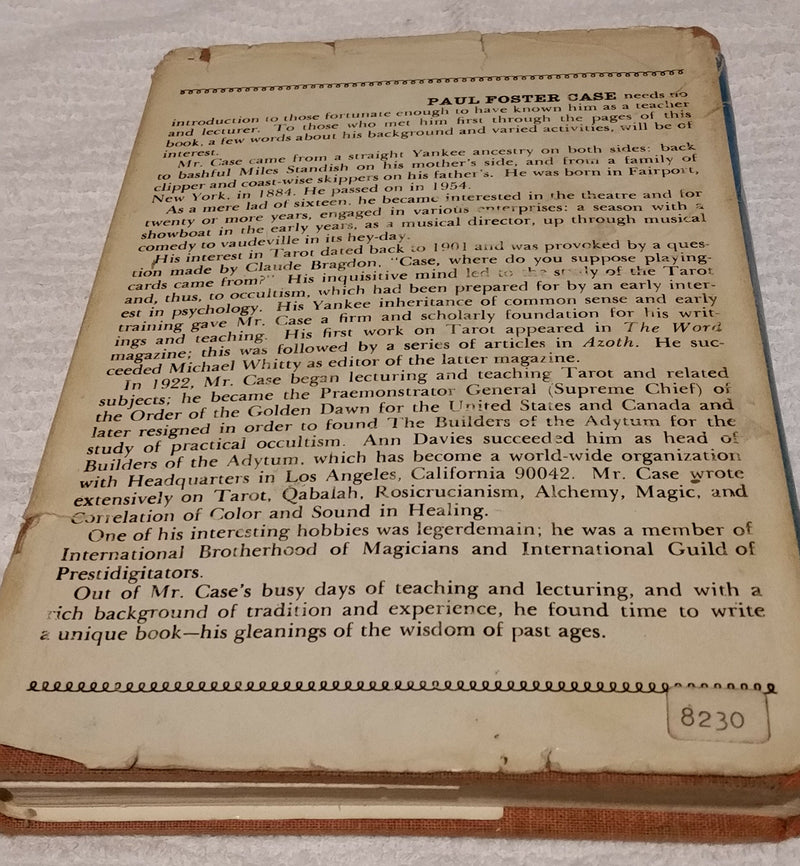 PAUL FOSTER CASE needs no
introduction to those fortunate enough to have known him as a teacher
and lecturer. To those who met him first through the pages of this
book, a few words about his background and varied activities, will be of
interest.
Mr. Case came from a straight Yankee ancestry on both sides: back
to bashful Miles Standish on his mother's side, and from a family of
clipper and coast-wise skippers on his father's. He was born in Fairport,
New York, in 1884. He passed on in 1954.
As a mere lad of sixteen, he became interested in the theatre and for
twenty or more years, engaged in various enterprises: a season with a
showboat in the early years, as a musical director, up through musical
comedy to vaudeville in its hey-day.
His interest in Tarot dated back to 1901 and was provoked by a ques-
tion made by Claude Bragdon. "Case, where do you suppose playing-
cards came from?" His inquisitive mind led to the study of the Tarot
and, thus, to occultism, which had been prepared for by an early inter-
est in psychology. His Yankee inheritance of common sense and early
training gave Mr. Case a firm and scholarly foundation for his writ-
ings and teaching. His first work on Tarot appeared in The Word
magazine; this was followed by a series of articles in Azoth. He suc-
ceeded Michael Whitty as editor of the latter magazine.
In 1922, Mr. Case began lecturing and teaching Tarot and related
subjects; he became the Praemonstrator General (Supreme Chief) of
the Order of the Golden Dawn for the United States and Canada and
later resigned in order to found The Builders of the Adytum for the
study of practical occultism. Ann Davies succeeded him as head of
Builders of the Adytum, which has become a world-wide organization
with Headquarters in Los Angeles, California 90042. Mr. Case wrote
extensively on Tarot, Qabalah, Rosicrucianism, Alchemy, Magic, and
Correlation of Color and Sound in Healing.
One of his interesting hobbies was legerdemain; he was a member of
International Brotherhood of Magicians and International Guild of
Prestidigitators.
Out of Mr. Case's busy days of teaching and lecturing, and with a
rich background of tradition and experience, he found time to write
a unique book—his gleanings of the wisdom of past ages.
8230